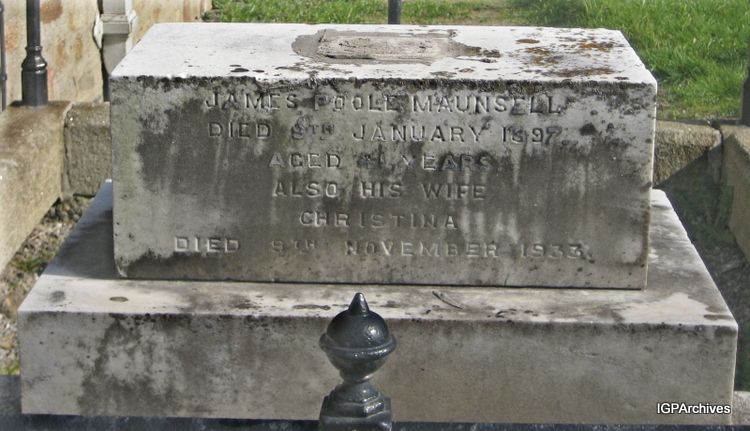 JAMES POOLE MAUNSELL
DIED 8TH JANUARY 1897
AGED YEARS
ALSO HIS WIFE
CHRISTINA
DIED 9TH NOVEMBER 1933
IGPArchives